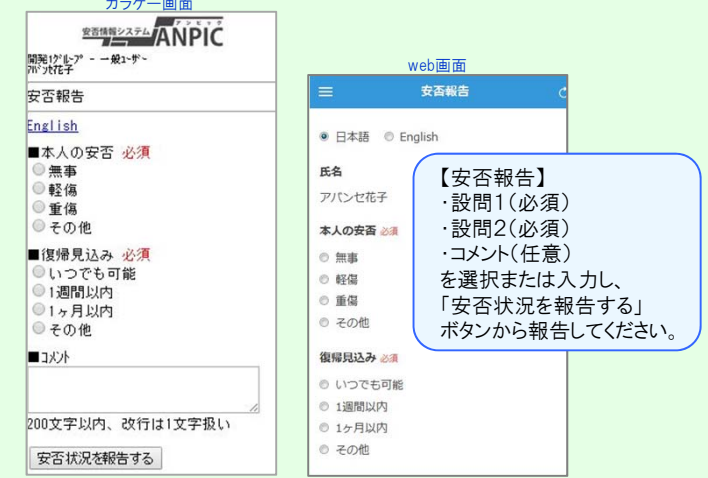 ガラケー画面
安否情報システム ANPIC
アンピック
開発1グループ - 一般ユーザー
アバンセ花子
安否報告
English
■本人の安否 必須
無事
軽傷
重傷
その他
■復帰見込み 必須
いつでも可能
1週間以内
1ヶ月以内
その他
■コメント
200文字以内、改行は1文字扱い
安否状況を報告する
web画面
安否報告
日本語 English
氏名
アバンセ花子
本人の安否 必須
無事
軽傷
重傷
その他
復帰見込み 必須
いつでも可能
1週間以内
1ヶ月以内
その他
【安否報告】
・設問1(必須)
・設問2(必須)
・コメント(任意)
を選択または入力し、
「安否状況を報告する」
ボタンから報告してください。